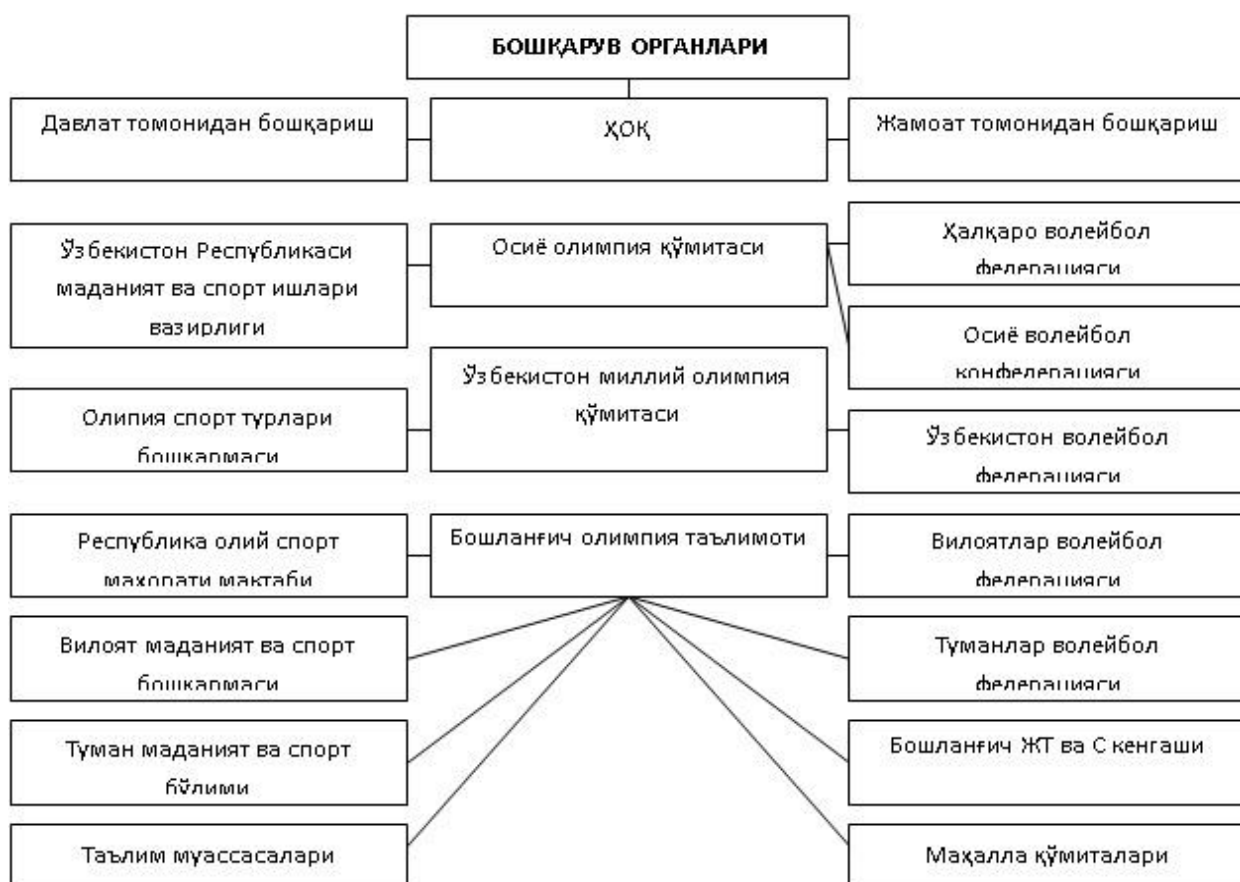 БОШҚАРУВ ОРГАНЛАРИ
Давлат томонидан бошқариш
ҲОҚ
Жамоат томонидан бошқариш
Ўзбекистон Республикаси
маданият ва спорт ишлари
вазирлиги
Осиё олимпия қўмитаси
Ҳалқаро волейбол
федерацияси
Осиё волейбол
конфедерацияси
Ўзбекистон миллий олимпия
қўмитаси
Олипия спорт турлари
бошқармаси
Ўзбекистон волейбол
федерацияси
Республика олий спорт
маҳорати мактаби
Бошланғич олимпия таълимоти
Вилоятлар волейбол
федерацияси
Вилоят маданият ва спорт
бошқармаси
Туманлар волейбол
федерацияси
Туман маданият ва спорт
бўлими
Бошланғич ЖТ ва С кенгаши
Таълим муассасалари
Маҳалла қўмиталари